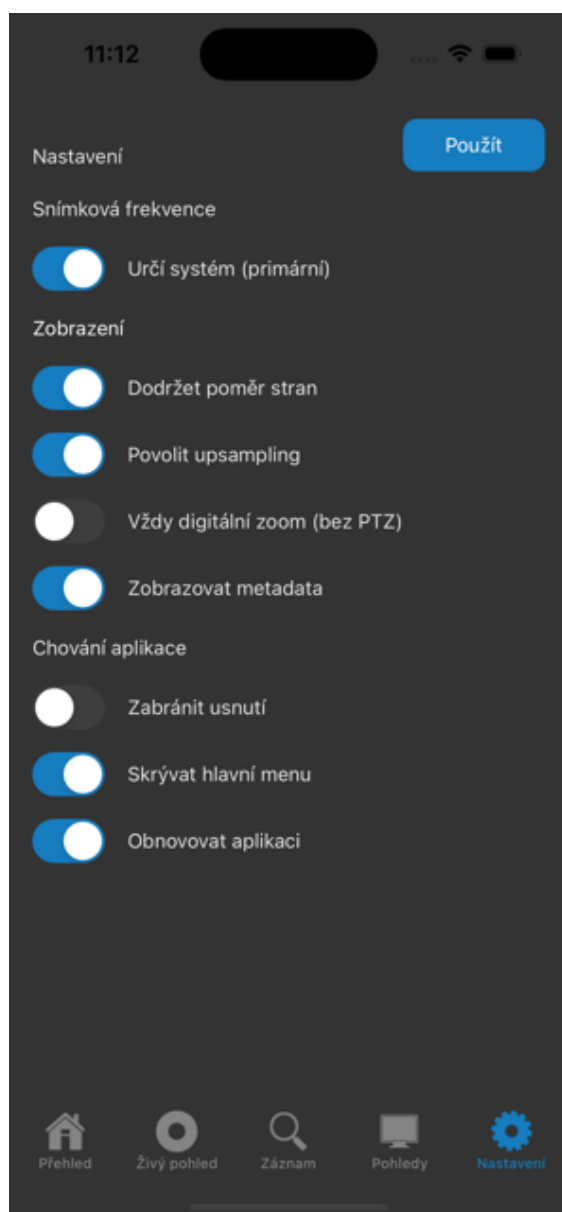 11:12
Použít
Nastavení
Snímková frekvence
Určí systém (primární)
Zobrazení
Dodržet poměr stran
Povolit upsampling
Vždy digitální zoom (bez PTZ)
Zobrazovat metadata
Chování aplikace
Zabránit usnutí
Skrývat hlavní menu
Obnovovat aplikaci
Přehled Živý pohled Záznam Pohledy Nastavení